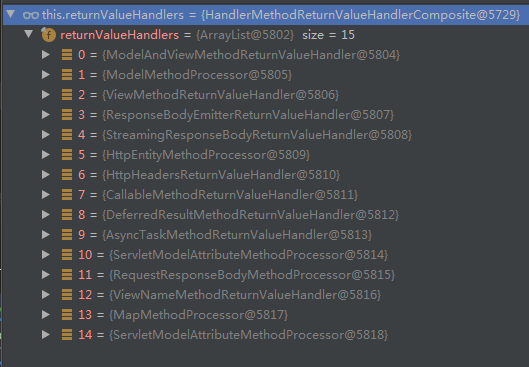 this.returnValueHandlers = {HandlerMethodReturnValueHandlerComposite@5729}
f returnValueHandlers = {ArrayList@5802} size = 15
0 = {ModelAndViewMethodReturnValueHandler@5804}
1 = {ModelMethodProcessor@5805}
2 = {ViewMethodReturnValueHandler@5806}
3 = {ResponseBodyEmitterReturnValueHandler@5807}
4 = {StreamingResponseBodyReturnValueHandler@5808}
5 = {HttpEntityMethodProcessor@5809}
6 = {HttpHeadersReturnValueHandler@5810}
7 = {CallableMethodReturnValueHandler@5811}
8 = {DeferredResultMethodReturnValueHandler@5812}
9 = {AsyncTaskMethodReturnValueHandler@5813}
10 = {ServletModelAttributeMethodProcessor@5814}
11 = {RequestResponseBodyMethodProcessor@5815}
12 = {ViewNameMethodReturnValueHandler@5816}
13 = {MapMethodProcessor@5817}
14 = {ServletModelAttributeMethodProcessor@5818}